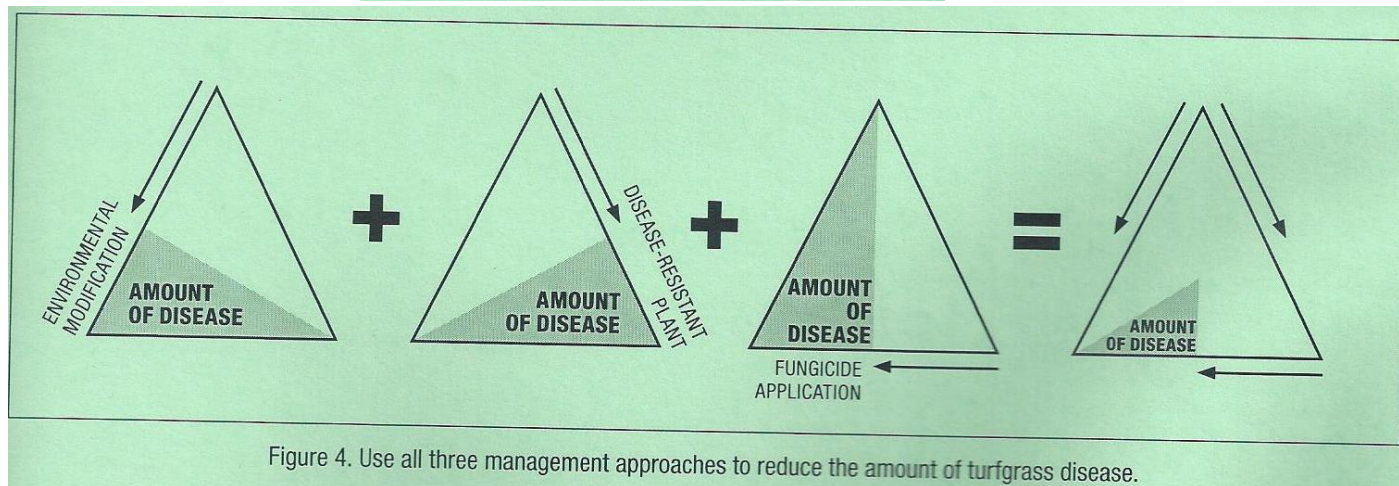 ENVIRONMENTAL
MODIFICATION
AMOUNT
OF DISEASE
+
AMOUNT
OF DISEASE
DISEASE-RESISTANT
PLANT
+
AMOUNT
OF
DISEASE
FUNGICIDE
APPLICATION
=
AMOUNT
OF DISEASE
Figure 4. Use all three management approaches to reduce the amount of turfgrass disease.